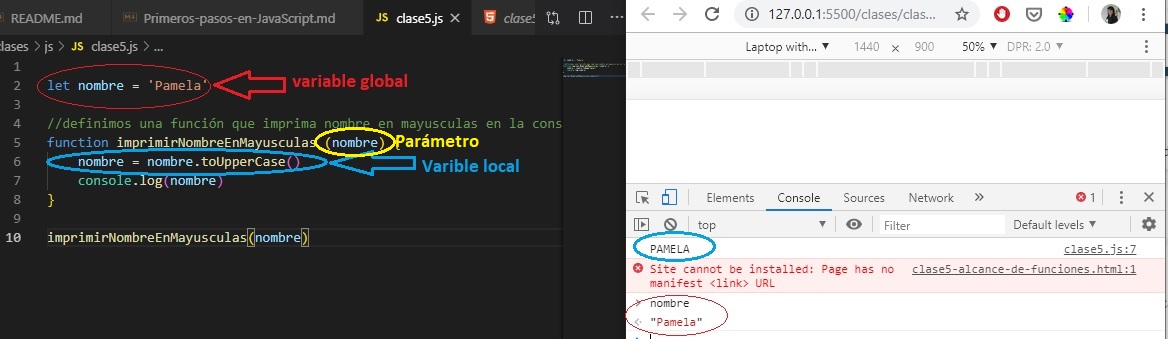 README.md
Primeros-pasos-en-JavaScript.md
JS clase5.js
clase5
clases > js > JS clase5.js > ...
1
2 let nombre = 'Pamela'
variable global
3
4 //definimos una función que imprima nombre en mayusculas en la cons
5 function imprimirNombreEnMayusculas (nombre) {
Parámetro
6 nombre = nombre.toUpperCase()
Varible local
7 console.log(nombre)
8 }
9
10 imprimirNombreEnMayusculas(nombre)
127.0.0.1:5500/clases/clas...
Laptop with... ▼ 1440 × 900 50% ▼ DPR: 2.0 ▼
Elements Console Sources Network » 1
top ▼ Filter Default levels ▼
PAMELA clase5.js:7
Site cannot be installed: Page has no clase5-alcance-de-funciones.html:1
manifest <link> URL
> nombre
"Pamela"